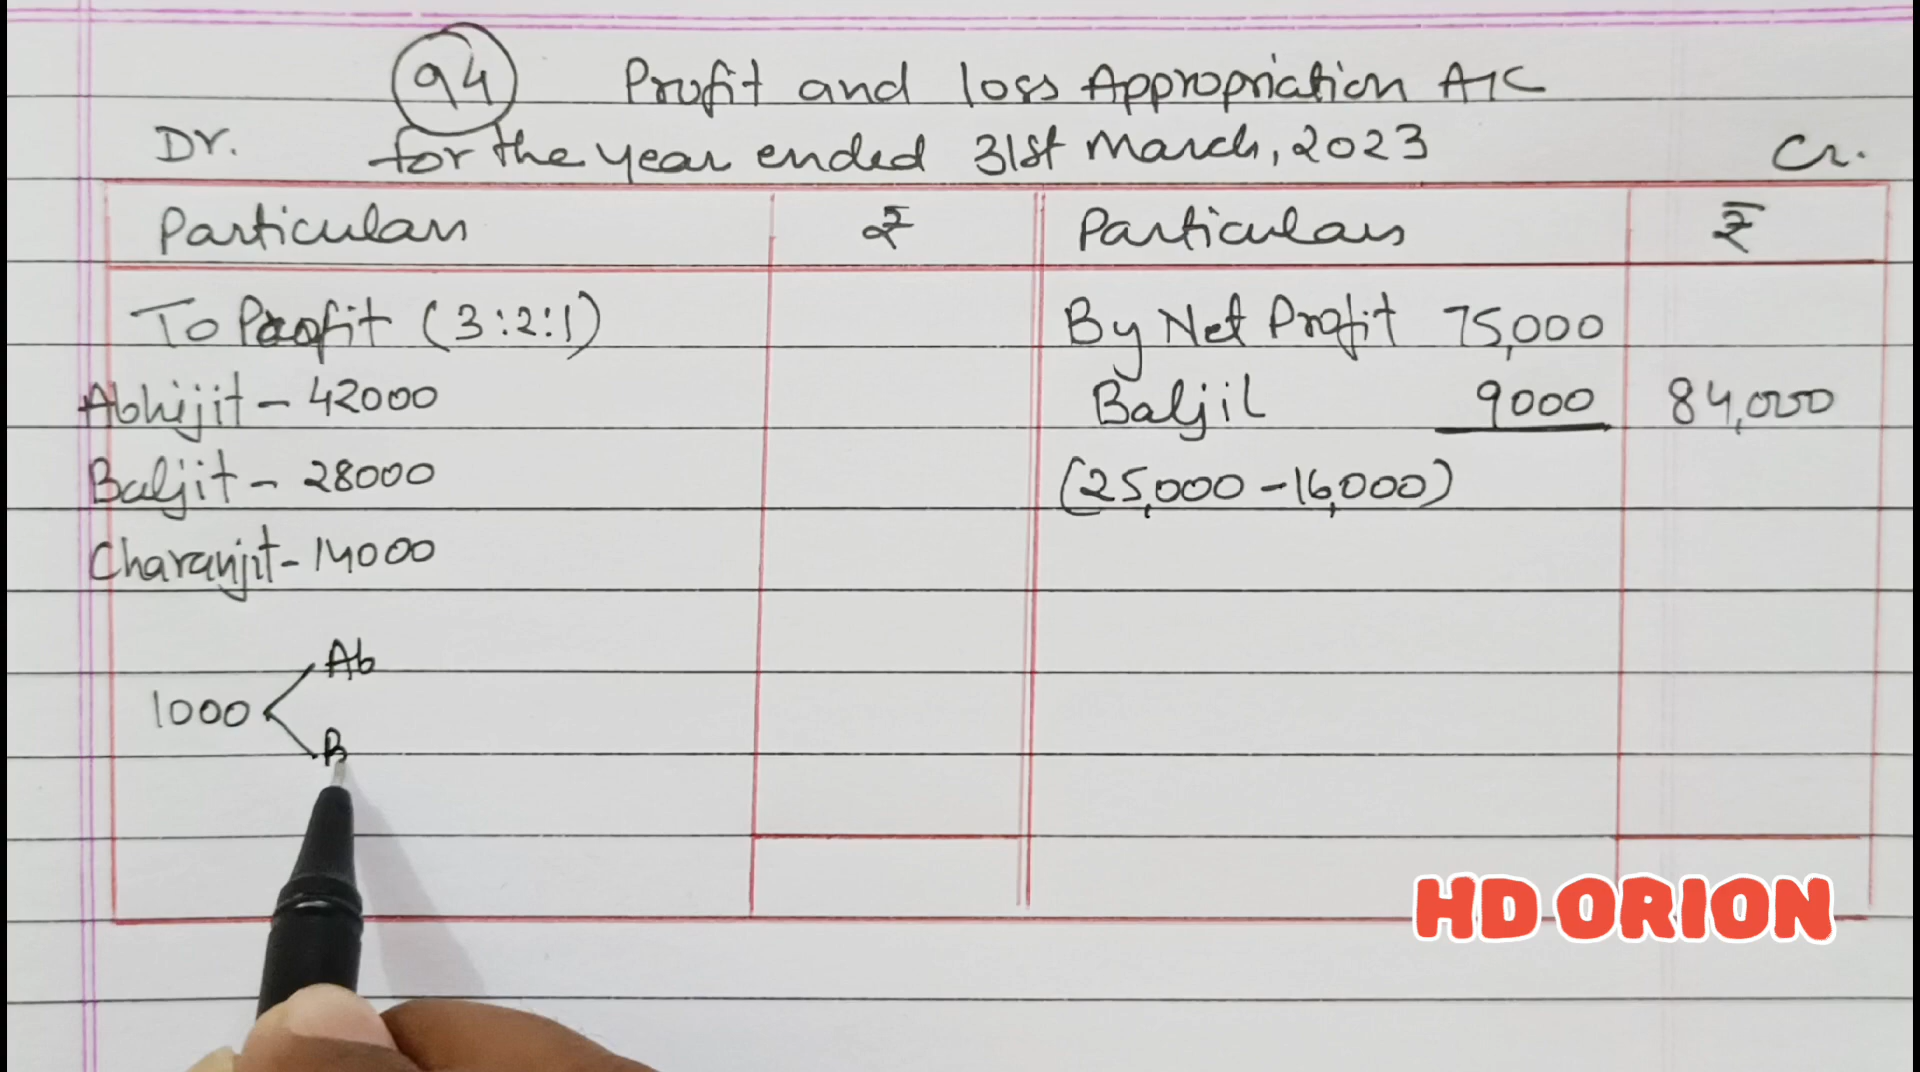 94 Profit and loss Appropriation A/C
Dr. for the year ended 31st March, 2023 Cr.
Particulars ₹ Particulars ₹
To Profit (3:2:1) By Net Profit 75,000
Abhijit - 42000 Baljil 9000 84,000
Baljit - 28000 (25,000 - 16,000)
Charanjit - 14000
Ab
1000
B
HD ORION